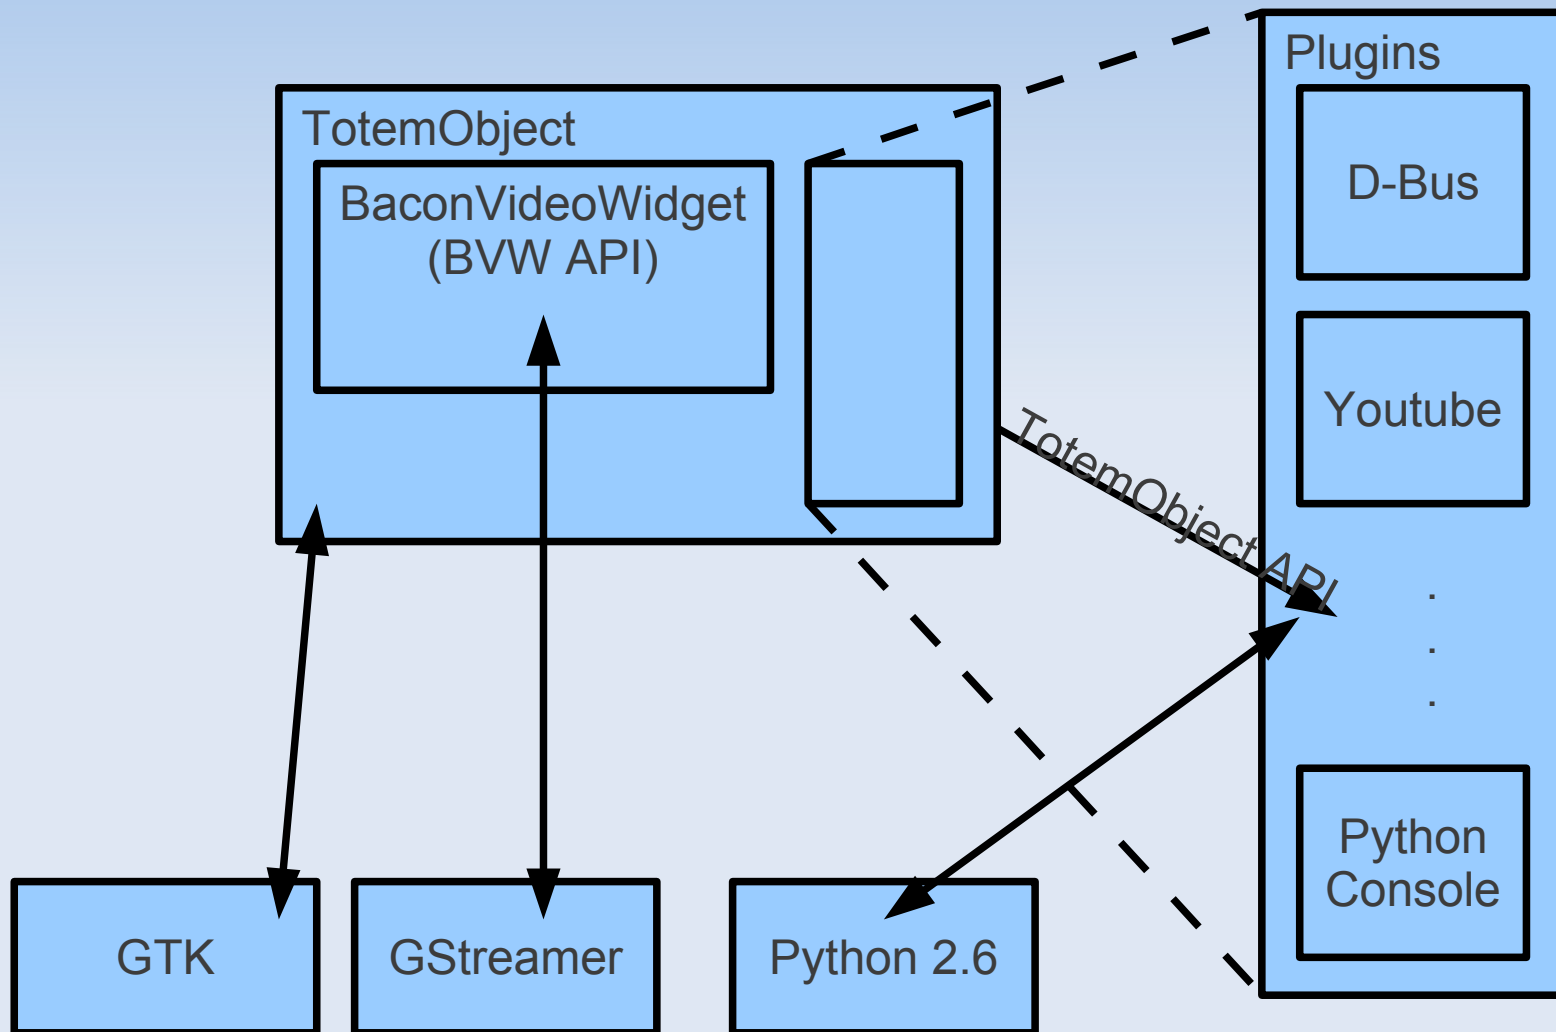 Plugins
TotemObject
BaconVideoWidget
(BVW API)
D-Bus
Youtube
TotemObject API
.
.
.
Python
Console
GTK
GStreamer
Python 2.6